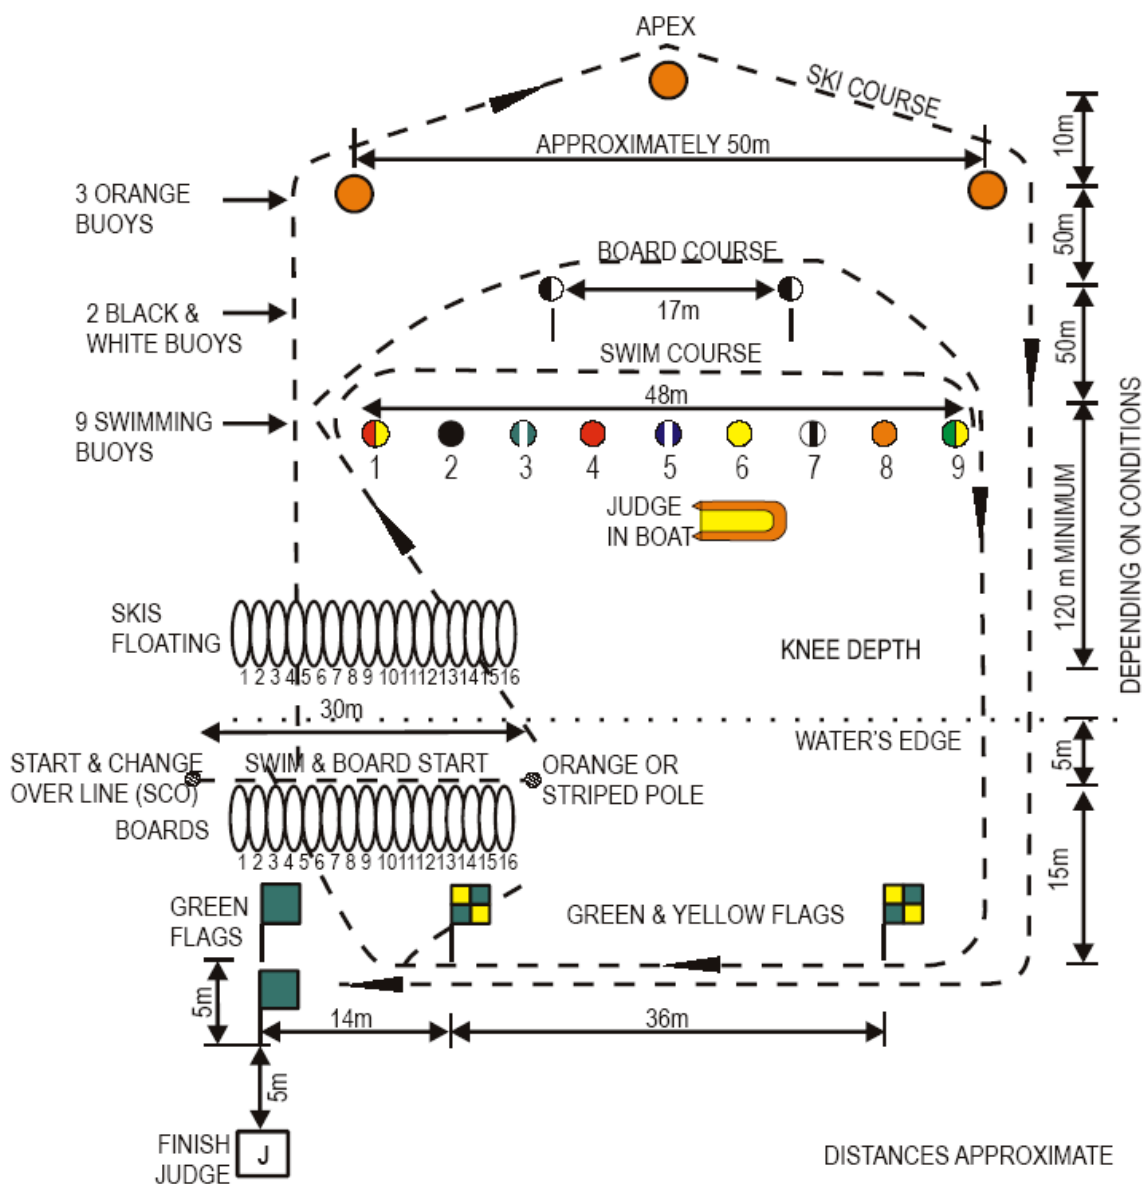 APEX
SKI COURSE
APPROXIMATELY 50m
10m
3 ORANGE
BUOYS
50m
BOARD COURSE
17m
2 BLACK &
WHITE BUOYS
50m
SWIM COURSE
48m
9 SWIMMING
BUOYS
1 2 3 4 5 6 7 8 9
JUDGE
IN BOAT
120 m MINIMUM
DEPENDING ON CONDITIONS
SKIS
FLOATING
1 2 3 4 5 6 7 8 9 10 11 12 13 14 15 16
KNEE DEPTH
30m
WATER'S EDGE
5m
START & CHANGE
OVER LINE (SCO)
SWIM & BOARD START
ORANGE OR
STRIPED POLE
BOARDS
1 2 3 4 5 6 7 8 9 10 11 12 13 14 15 16
15m
GREEN
FLAGS
GREEN & YELLOW FLAGS
5m
14m
36m
5m
FINISH
JUDGE
J
DISTANCES APPROXIMATE